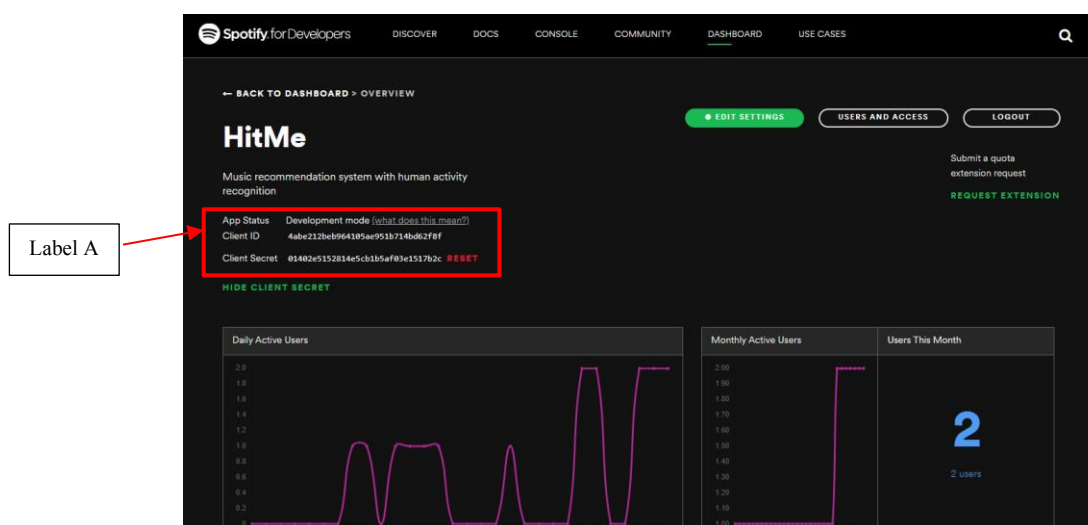 Spotify for Developers DISCOVER DOCS CONSOLE COMMUNITY DASHBOARD USE CASES
← BACK TO DASHBOARD > OVERVIEW
EDIT SETTINGS USERS AND ACCESS LOGOUT
HitMe
Submit a quota
extension request
REQUEST EXTENSION
Music recommendation system with human activity
recognition
App Status Development mode (what does this mean?)
Client ID 4abe212beb964105ae951b714bd62f8f
Label A
Client Secret 01402e5152814e5cb1b5af03e1517b2c RESET
HIDE CLIENT SECRET
Daily Active Users
2.0
1.8
1.6
1.4
1.2
1.0
0.8
0.6
0.4
0.2
0
Monthly Active Users
2.00
1.90
1.80
1.70
1.60
1.50
1.40
1.30
1.20
1.10
1.00
Users This Month
2
2 users